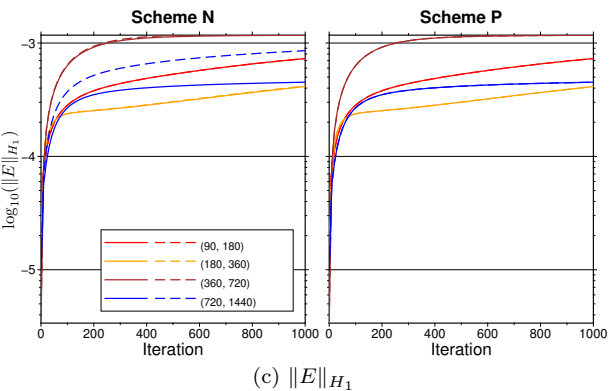 Scheme N
Scheme P
log₁₀(‖E‖_{H₁})
−3
−4
−5
(90, 180)
(180, 360)
(360, 720)
(720, 1440)
0 200 400 600 800 1000
0 200 400 600 800 1000
Iteration
Iteration
(c) ‖E‖_{H₁}